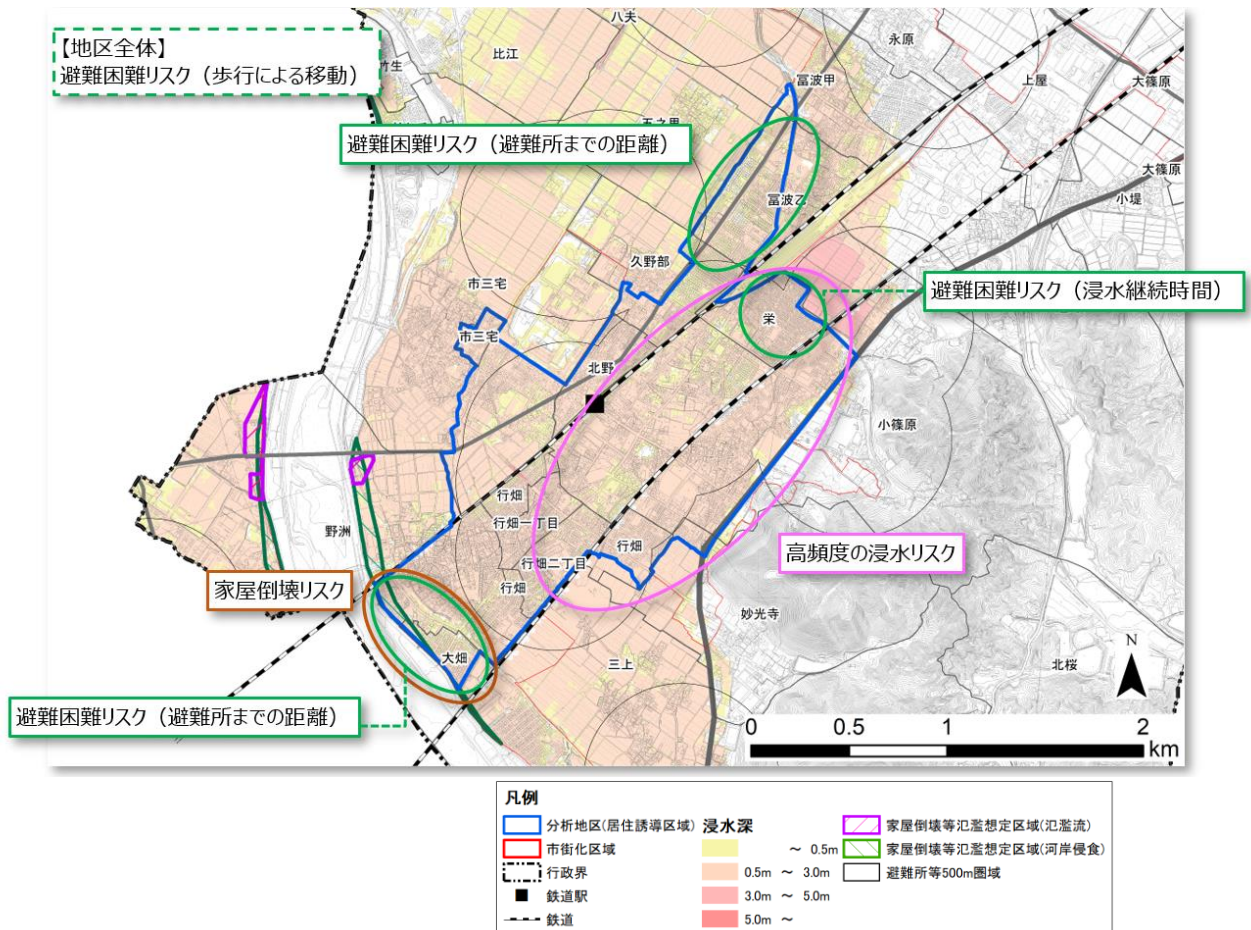 八夫
永原
【地区全体】
避難困難リスク（歩行による移動）
竹生
比江
冨波甲
上屋
大篠原
五之里
避難困難リスク（避難所までの距離）
大篠原
小堤
冨波乙
久野部
市三宅
避難困難リスク（浸水継続時間）
栄
市三宅
北野
小篠原
行畑
行畑一丁目
野洲
行畑
行畑二丁目
高頻度の浸水リスク
家屋倒壊リスク
行畑
妙光寺
大畑
三上
北桜
N
避難困難リスク（避難所までの距離）
0 0.5 1 2
km
凡例
分析地区(居住誘導区域)
市街化区域
行政界
鉄道駅
鉄道
浸水深
～ 0.5m
0.5m ～ 3.0m
3.0m ～ 5.0m
5.0m ～
家屋倒壊等氾濫想定区域(氾濫流)
家屋倒壊等氾濫想定区域(河岸侵食)
避難所等500m圏域